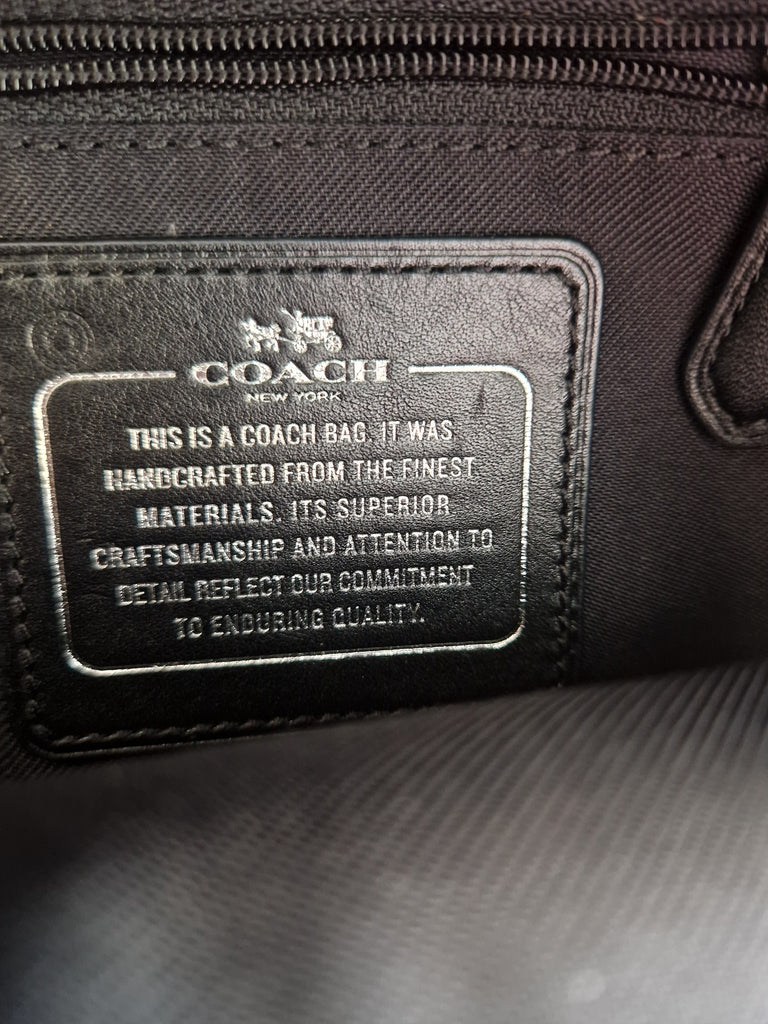 COACH
NEW YORK
THIS IS A COACH BAG. IT WAS
HANDCRAFTED FROM THE FINEST
MATERIALS. ITS SUPERIOR
CRAFTSMANSHIP AND ATTENTION TO
DETAIL REFLECT OUR COMMITMENT
TO ENDURING QUALITY.